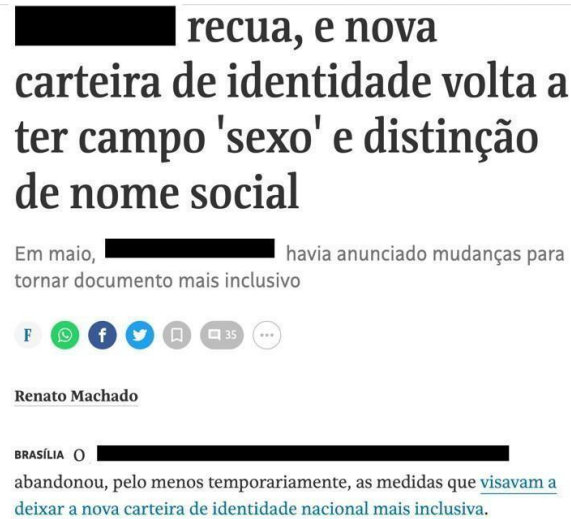 recua, e nova
carteira de identidade volta a
ter campo 'sexo' e distinção
de nome social
Em maio, havia anunciado mudanças para
tornar documento mais inclusivo
F f 35
Renato Machado
BRASÍLIA O
abandonou, pelo menos temporariamente, as medidas que visavam a
deixar a nova carteira de identidade nacional mais inclusiva.